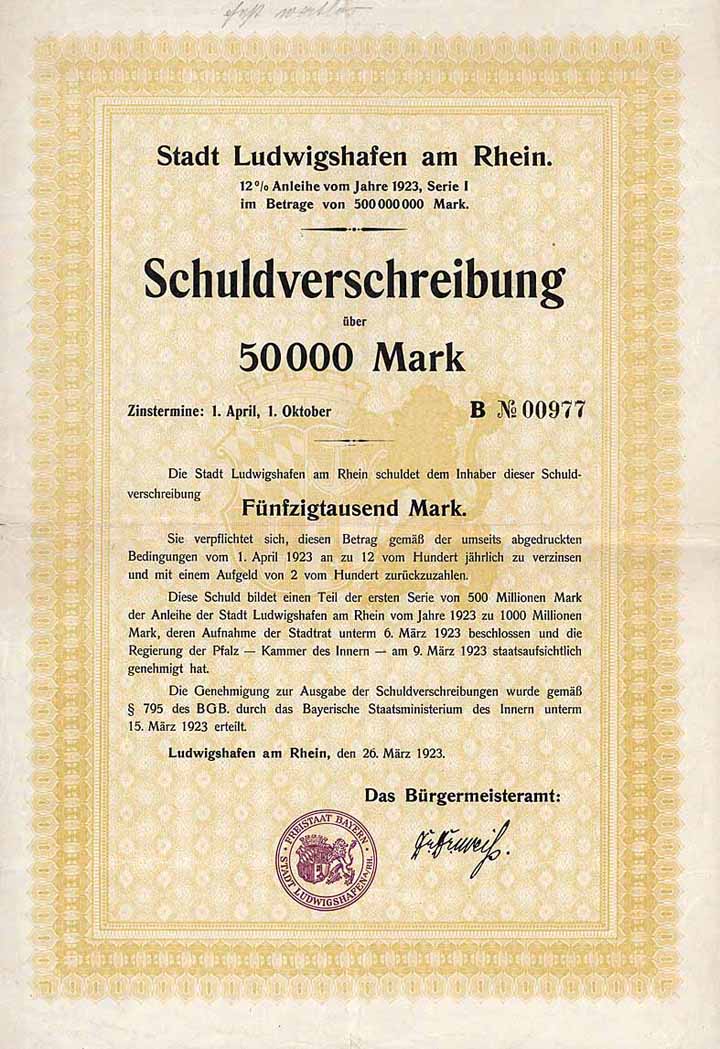 fast wertlos
Stadt Ludwigshafen am Rhein.
12% Anleihe vom Jahre 1923, Serie I
im Betrage von 500 000 000 Mark.
Schuldverschreibung
über
50 000 Mark
Zinstermine: 1. April, 1. Oktober
B № 00977
Die Stadt Ludwigshafen am Rhein schuldet dem Inhaber dieser Schuld-
verschreibung
Fünfzigtausend Mark.
Sie verpflichtet sich, diesen Betrag gemäß der umseits abgedruckten
Bedingungen vom 1. April 1923 an zu 12 vom Hundert jährlich zu verzinsen
und mit einem Aufgeld von 2 vom Hundert zurückzuzahlen.
Diese Schuld bildet einen Teil der ersten Serie von 500 Millionen Mark
der Anleihe der Stadt Ludwigshafen am Rhein vom Jahre 1923 zu 1000 Millionen
Mark, deren Aufnahme der Stadtrat unterm 6. März 1923 beschlossen und die
Regierung der Pfalz — Kammer des Innern — am 9. März 1923 staatsaufsichtlich
genehmigt hat.
Die Genehmigung zur Ausgabe der Schuldverschreibungen wurde gemäß
§ 795 des BGB. durch das Bayerische Staatsministerium des Innern unterm
15. März 1923 erteilt.
Ludwigshafen am Rhein, den 26. März 1923.
Das Bürgermeisteramt:
FREISTAAT BAYERN
STADT LUDWIGSHAFEN A/RH.